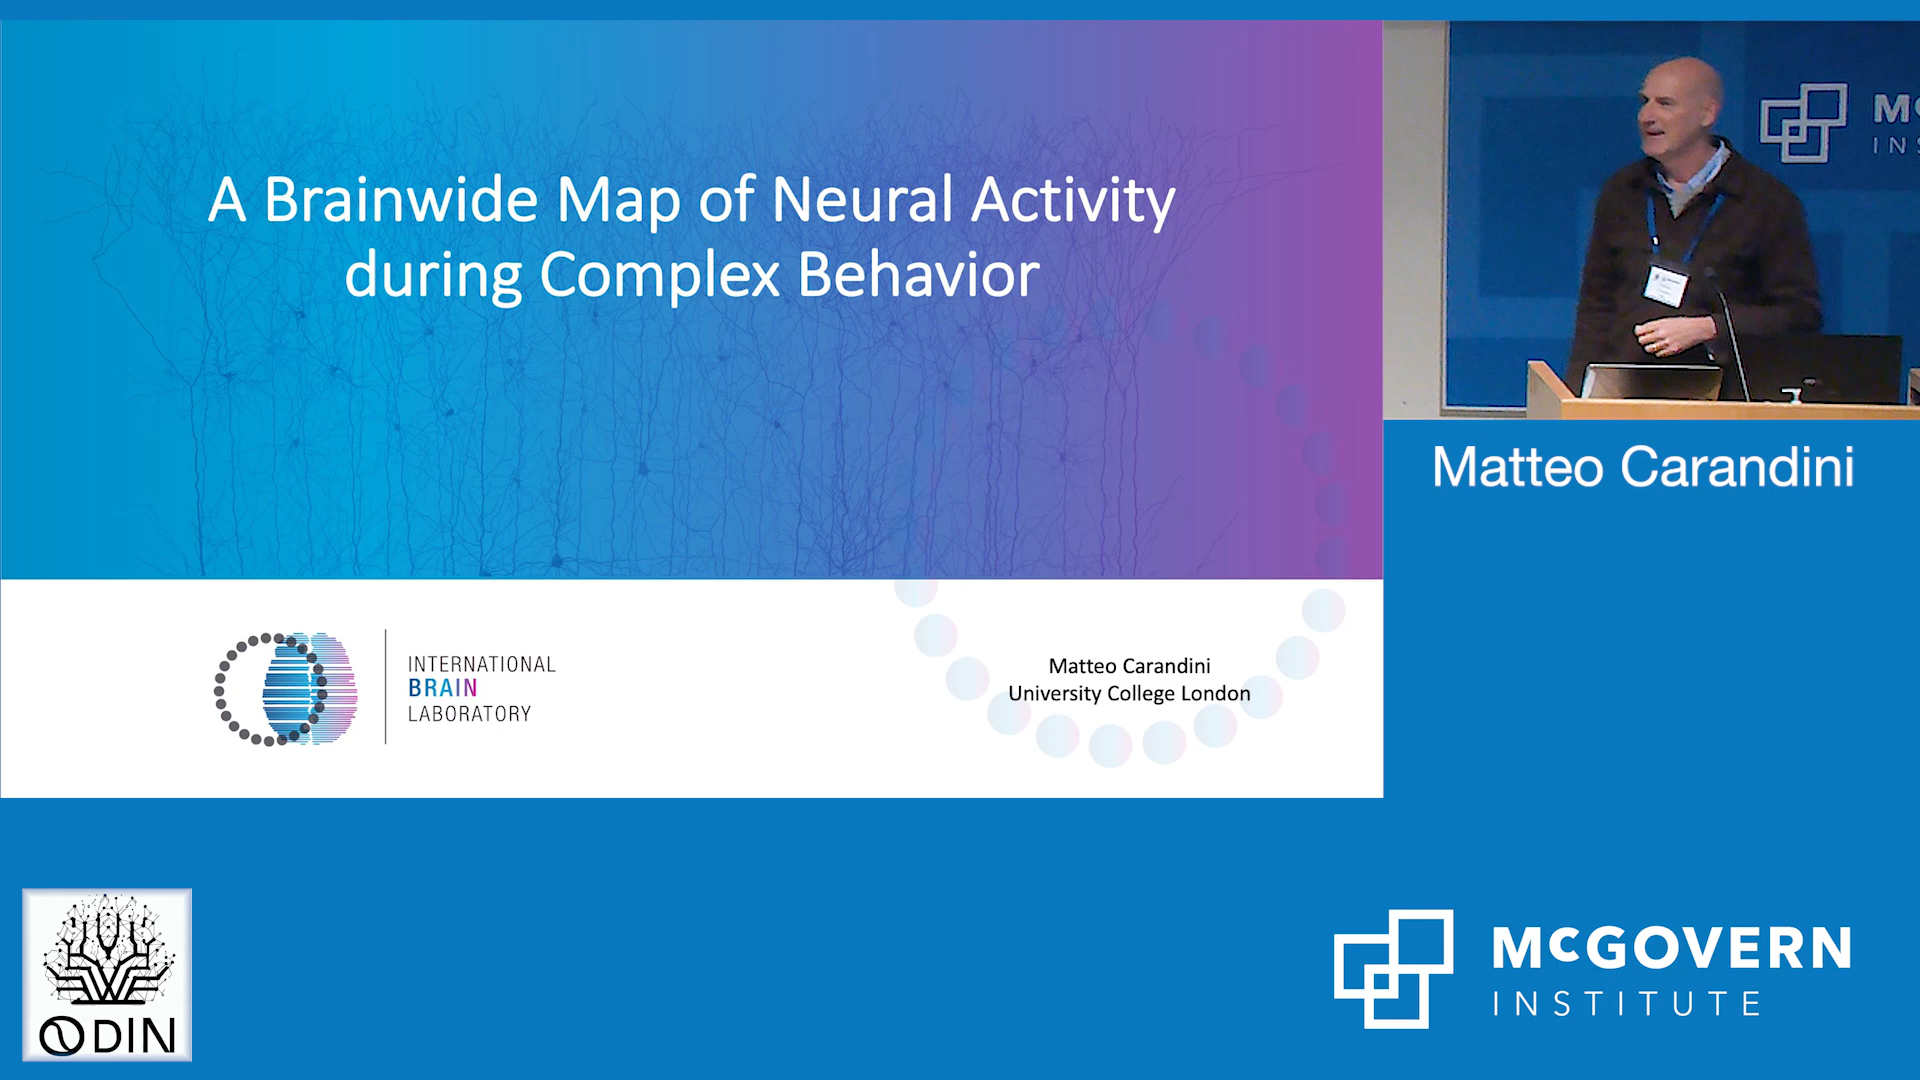 A Brainwide Map of Neural Activity
during Complex Behavior
INTERNATIONAL
BRAIN
LABORATORY
Matteo Carandini
University College London
Matteo Carandini
ODIN
McGOVERN
INSTITUTE